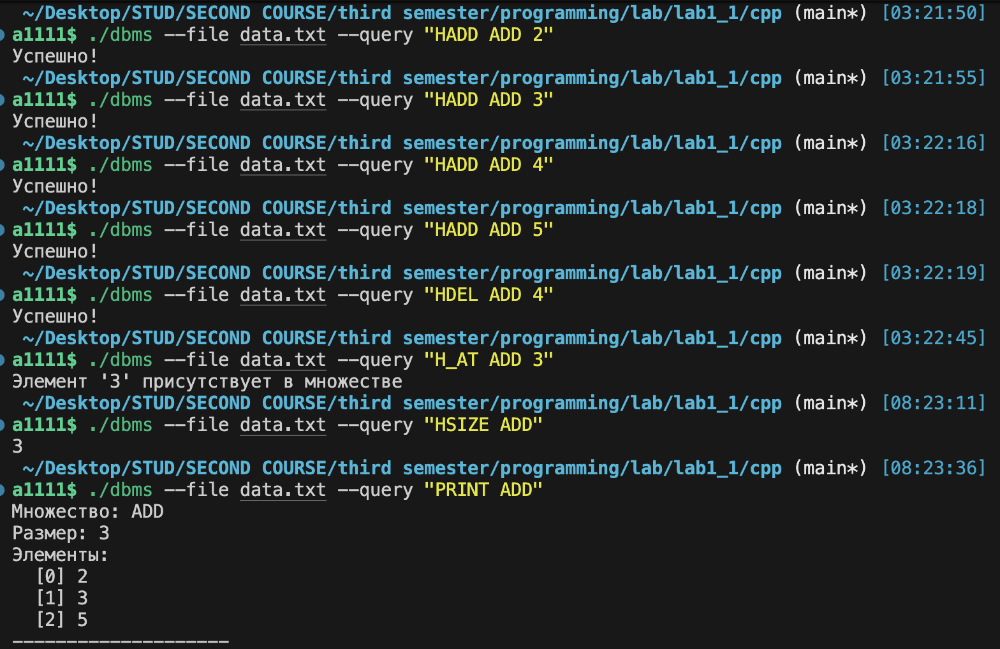 ~/Desktop/STUD/SECOND COURSE/third semester/programming/lab/lab1_1/cpp (main*) [03:21:50]
a1111$ ./dbms --file data.txt --query "HADD ADD 2"
Успешно!
~/Desktop/STUD/SECOND COURSE/third semester/programming/lab/lab1_1/cpp (main*) [03:21:55]
a1111$ ./dbms --file data.txt --query "HADD ADD 3"
Успешно!
~/Desktop/STUD/SECOND COURSE/third semester/programming/lab/lab1_1/cpp (main*) [03:22:16]
a1111$ ./dbms --file data.txt --query "HADD ADD 4"
Успешно!
~/Desktop/STUD/SECOND COURSE/third semester/programming/lab/lab1_1/cpp (main*) [03:22:18]
a1111$ ./dbms --file data.txt --query "HADD ADD 5"
Успешно!
~/Desktop/STUD/SECOND COURSE/third semester/programming/lab/lab1_1/cpp (main*) [03:22:19]
a1111$ ./dbms --file data.txt --query "HDEL ADD 4"
Успешно!
~/Desktop/STUD/SECOND COURSE/third semester/programming/lab/lab1_1/cpp (main*) [03:22:45]
a1111$ ./dbms --file data.txt --query "H_AT ADD 3"
Элемент '3' присутствует в множестве
~/Desktop/STUD/SECOND COURSE/third semester/programming/lab/lab1_1/cpp (main*) [08:23:11]
a1111$ ./dbms --file data.txt --query "HSIZE ADD"
3
~/Desktop/STUD/SECOND COURSE/third semester/programming/lab/lab1_1/cpp (main*) [08:23:36]
a1111$ ./dbms --file data.txt --query "PRINT ADD"
Множество: ADD
Размер: 3
Элементы:
[0] 2
[1] 3
[2] 5
--------------------